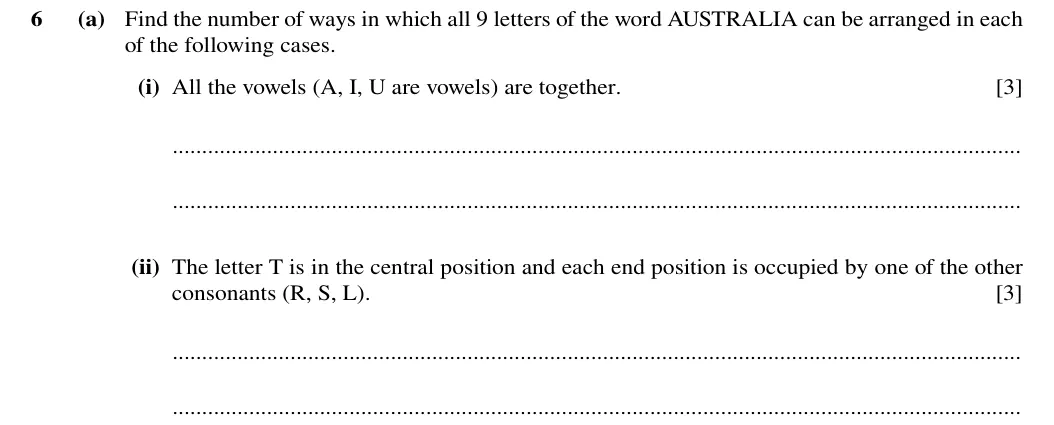 6 (a) Find the number of ways in which all 9 letters of the word AUSTRALIA can be arranged in each
of the following cases.
(i) All the vowels (A, I, U are vowels) are together. [3]
(ii) The letter T is in the central position and each end position is occupied by one of the other
consonants (R, S, L). [3]